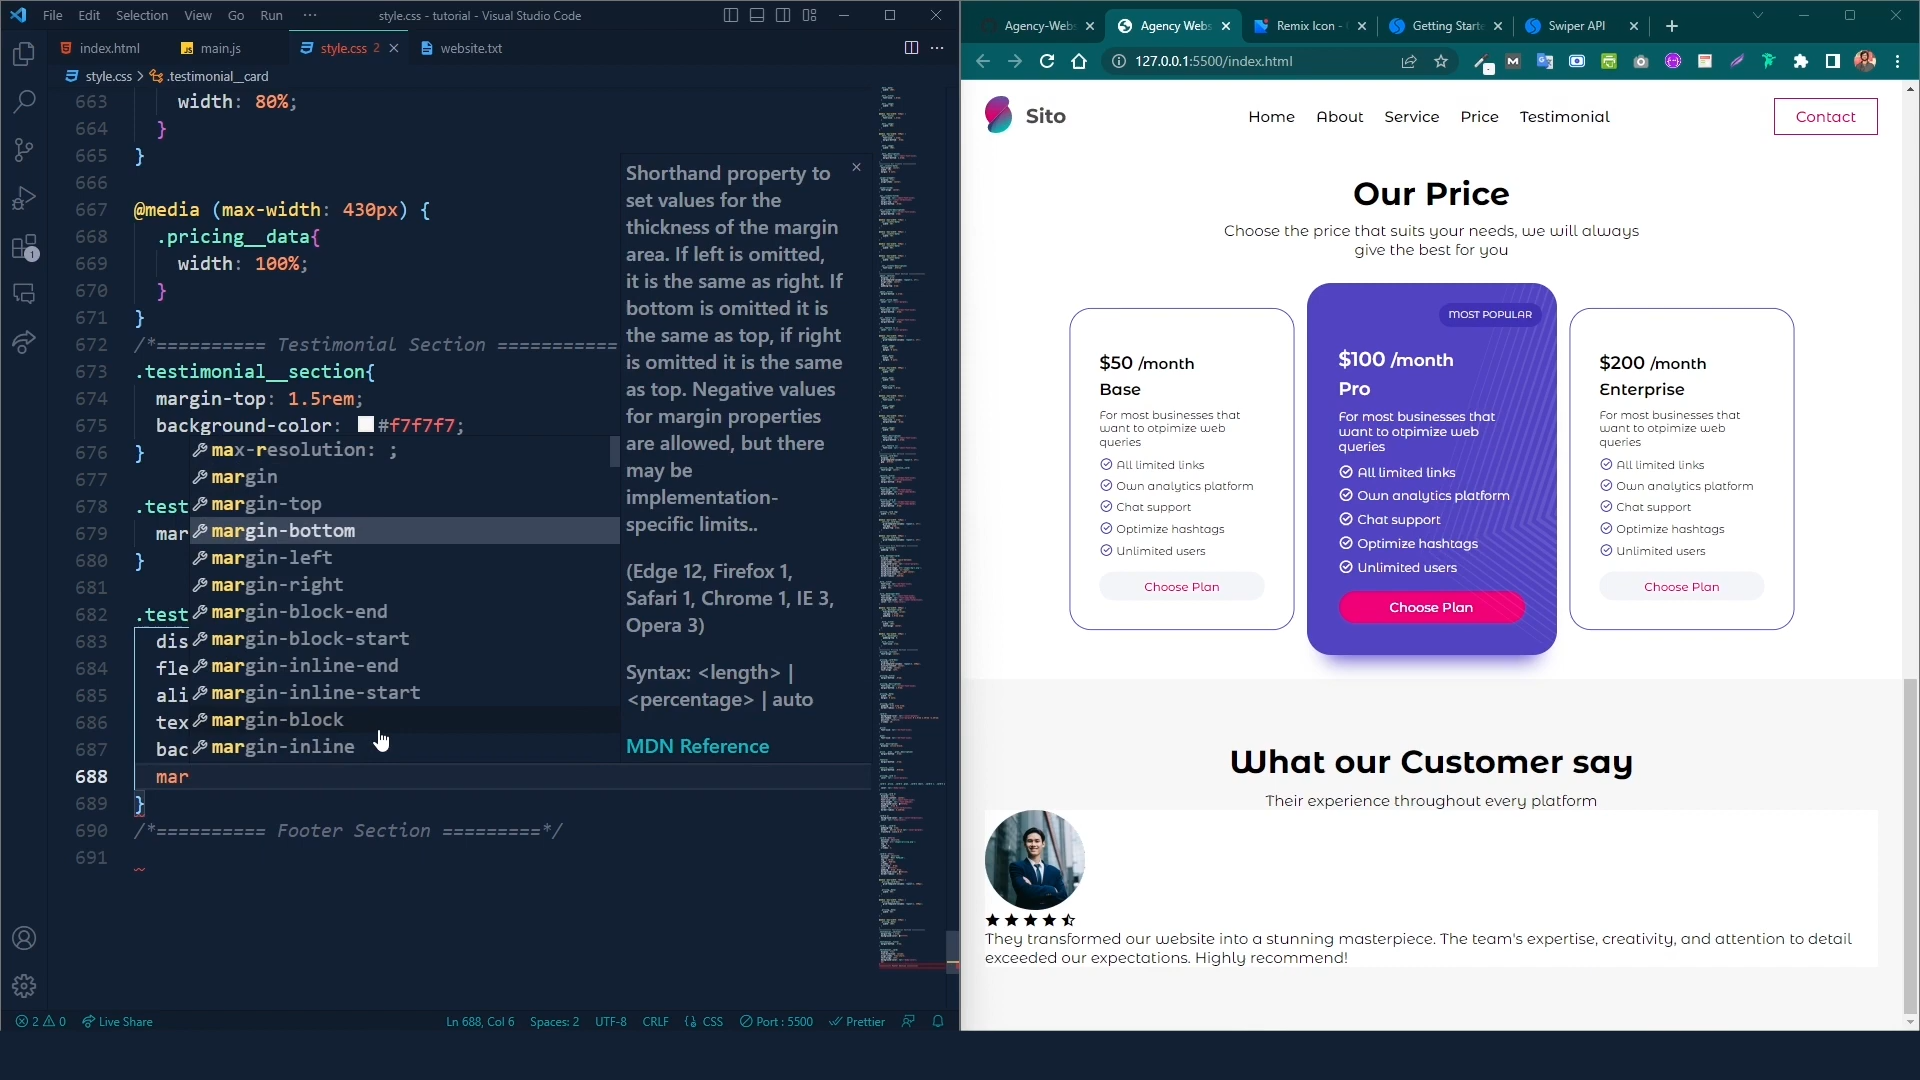 File Edit Selection View Go Run ··· style.css - tutorial - Visual Studio Code
index.html main.js style.css 2 website.txt
style.css > .testimonial__card
663 width: 80%;
664 }
665 }
666
667 @media (max-width: 430px) {
668 .pricing__data{
669 width: 100%;
670 }
671 }
672 /*========== Testimonial Section ===========
673 .testimonial__section{
674 margin-top: 1.5rem;
675 background-color: #f7f7f7;
676 }
677
678 .test
679 mar
680 }
681
682 .test
683 dis
684 fle
685 ali
686 tex
687 bac
688 mar
689 }
690 /*========== Footer Section =========*/
691
max-resolution: ;
margin
margin-top
margin-bottom
margin-left
margin-right
margin-block-end
margin-block-start
margin-inline-end
margin-inline-start
margin-block
margin-inline
Shorthand property to
set values for the
thickness of the margin
area. If left is omitted,
it is the same as right. If
bottom is omitted it is
the same as top, if right
is omitted it is the same
as top. Negative values
for margin properties
are allowed, but there
may be
implementation-
specific limits..
(Edge 12, Firefox 1,
Safari 1, Chrome 1, IE 3,
Opera 3)
Syntax: <length> |
<percentage> | auto
MDN Reference
1
2 0 Live Share Ln 688, Col 6 Spaces: 2 UTF-8 CRLF CSS Port : 5500 Prettier
Agency-Webs Agency Webs Remix Icon - Getting Starte Swiper API
127.0.0.1:5500/index.html
Sito Home About Service Price Testimonial Contact
Our Price
Choose the price that suits your needs, we will always
give the best for you
$50 /month
Base
For most businesses that
want to otpimize web
queries
All limited links
Own analytics platform
Chat support
Optimize hashtags
Unlimited users
Choose Plan
MOST POPULAR
$100 /month
Pro
For most businesses that
want to otpimize web
queries
All limited links
Own analytics platform
Chat support
Optimize hashtags
Unlimited users
Choose Plan
$200 /month
Enterprise
For most businesses that
want to otpimize web
queries
All limited links
Own analytics platform
Chat support
Optimize hashtags
Unlimited users
Choose Plan
What our Customer say
Their experience throughout every platform
They transformed our website into a stunning masterpiece. The team's expertise, creativity, and attention to detail
exceeded our expectations. Highly recommend!